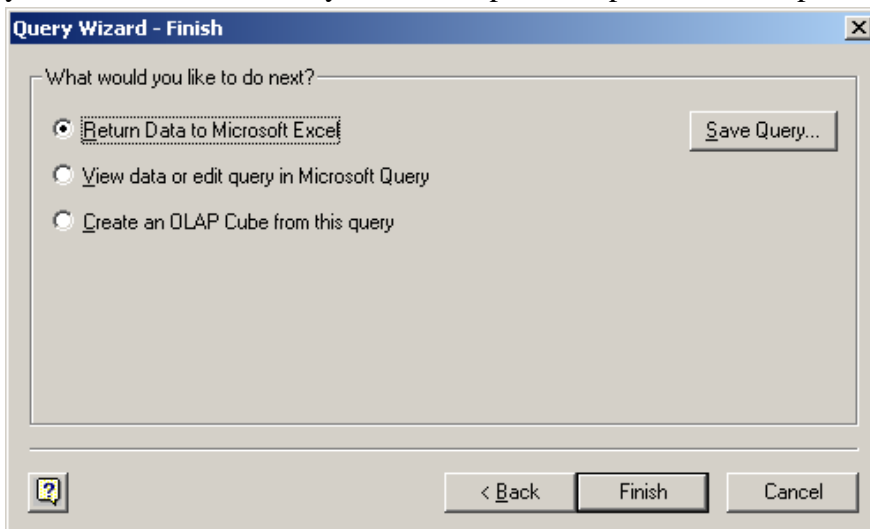 Query Wizard - Finish
What would you like to do next?
Return Data to Microsoft Excel
Save Query...
View data or edit query in Microsoft Query
Create an OLAP Cube from this query
< Back
Finish
Cancel